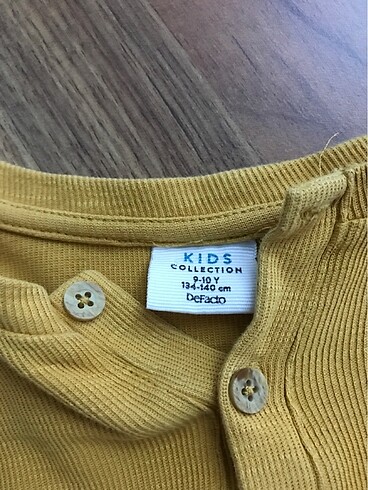 KIDS
COLLECTION
9-10 Y
134-140 cm
DeFacto